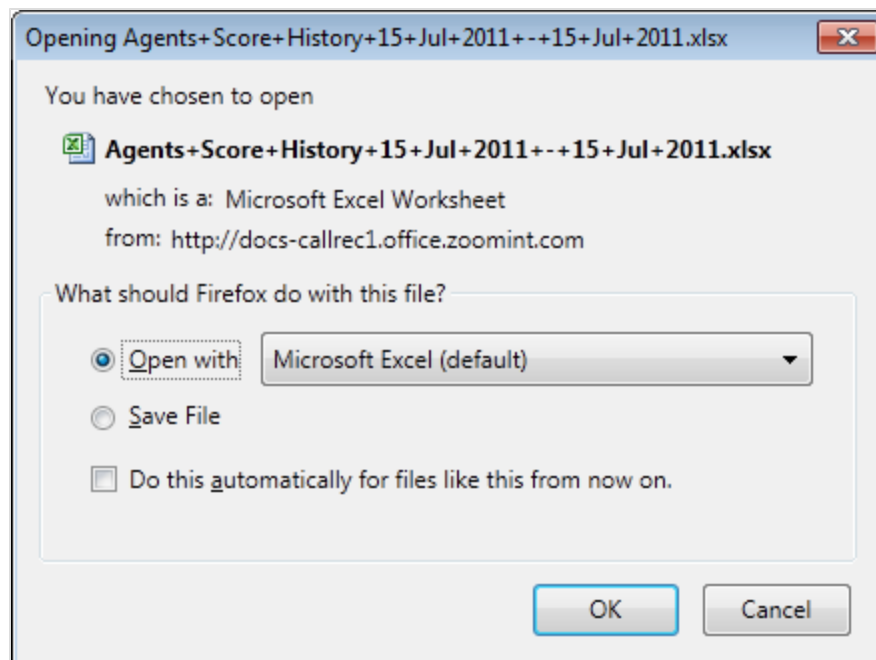 Opening Agents+Score+History+15+Jul+2011+-+15+Jul+2011.xlsx
You have chosen to open
Agents+Score+History+15+Jul+2011+-+15+Jul+2011.xlsx
which is a: Microsoft Excel Worksheet
from: http://docs-callrec1.office.zoomint.com
What should Firefox do with this file?
Open with Microsoft Excel (default)
Save File
Do this automatically for files like this from now on.
OK Cancel